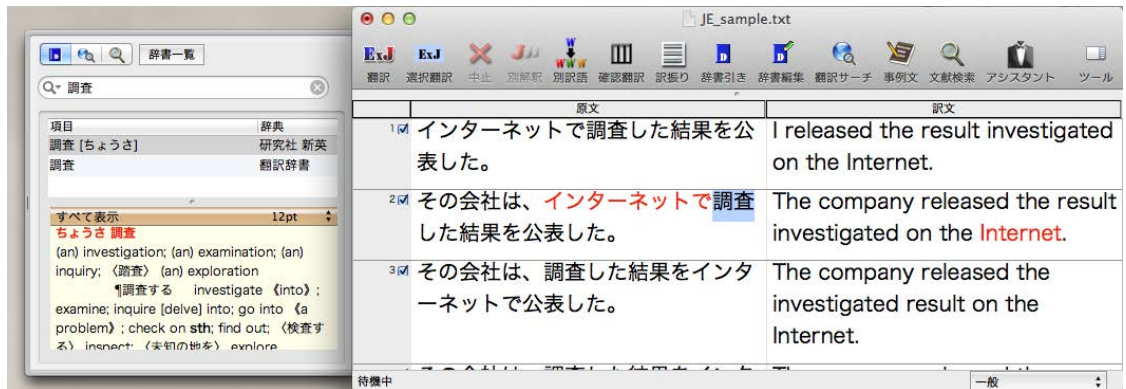 辞書一覧
調査
項目 辞典
調査 [ちょうさ] 研究社 新英
調査 翻訳辞書
すべて表示 12pt
ちょうさ 調査
(an) investigation; (an) examination; (an)
inquiry; 〈踏査〉 (an) exploration
¶調査する investigate 《into》;
examine; inquire [delve] into; go into 《a
problem》; check on sth; find out; 〈検査す
る〉 inspect; 〈未知の地を〉 explore
JE_sample.txt
翻訳 選択翻訳 中止 別解釈 別訳語 確認翻訳 訳振り 辞書引き 辞書編集 翻訳サーチ 事例文 文献検索 アシスタント ツール
原文 訳文
1 インターネットで調査した結果を公
表した。
I released the result investigated
on the Internet.
2 その会社は、インターネットで調査
した結果を公表した。
The company released the result
investigated on the Internet.
3 その会社は、調査した結果をインタ
ーネットで公表した。
The company released the
investigated result on the
Internet.
待機中 一般